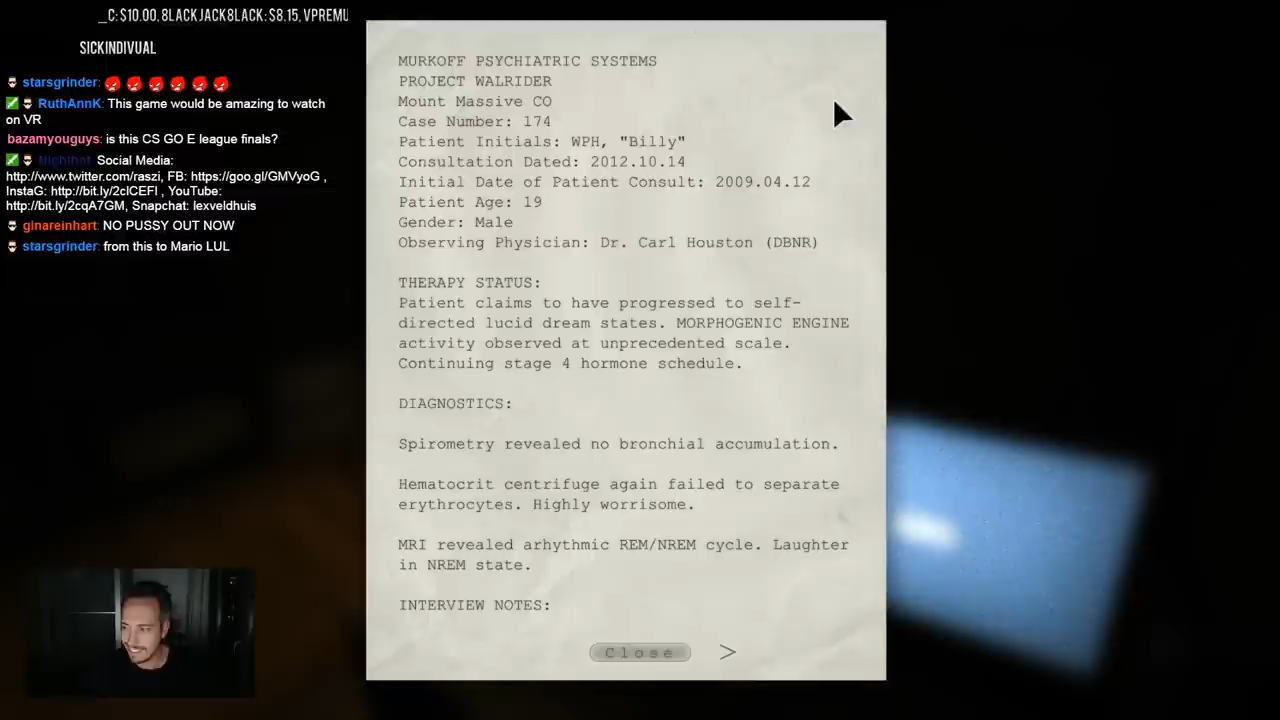 _C: $10.00, 8LACKJACK8LACK: $8.15, VPREMU
SICKINDIVUAL
starsgrinder:
RuthAnnK: This game would be amazing to watch
on VR
bazamyouguys: is this CS GO E league finals?
Nightbot Social Media:
http://www.twitter.com/raszi, FB: https://goo.gl/GMVyoG ,
InstaG: http://bit.ly/2clCEFI , YouTube:
http://bit.ly/2cqA7GM, Snapchat: lexveldhuis
ginareinhart: NO PUSSY OUT NOW
starsgrinder: from this to Mario LUL
MURKOFF PSYCHIATRIC SYSTEMS
PROJECT WALRIDER
Mount Massive CO
Case Number: 174
Patient Initials: WPH, "Billy"
Consultation Dated: 2012.10.14
Initial Date of Patient Consult: 2009.04.12
Patient Age: 19
Gender: Male
Observing Physician: Dr. Carl Houston (DBNR)
THERAPY STATUS:
Patient claims to have progressed to self-
directed lucid dream states. MORPHOGENIC ENGINE
activity observed at unprecedented scale.
Continuing stage 4 hormone schedule.
DIAGNOSTICS:
Spirometry revealed no bronchial accumulation.
Hematocrit centrifuge again failed to separate
erythrocytes. Highly worrisome.
MRI revealed arhythmic REM/NREM cycle. Laughter
in NREM state.
INTERVIEW NOTES:
Close >